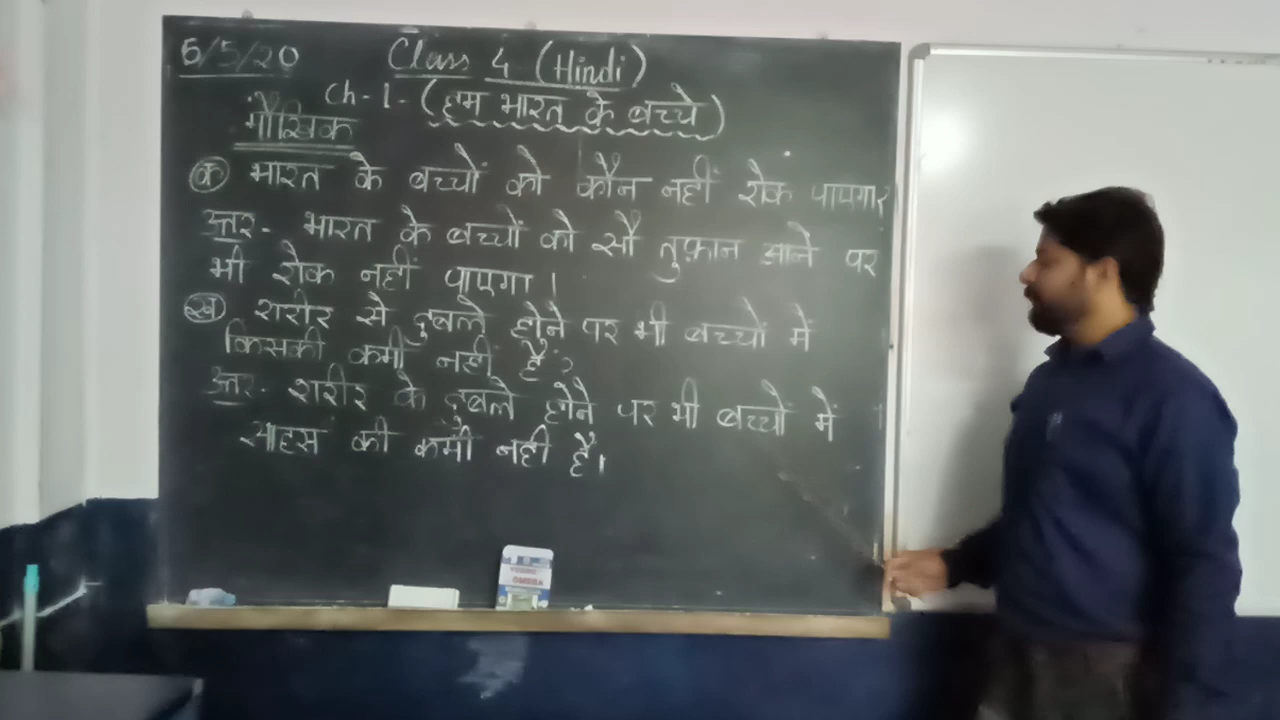 6/5/20 Class 4 (Hindi)
Ch-1- (हम भारत के बच्चे)
मौखिक
क भारत के बच्चों को कौन नहीं रोक पाएगा?
उत्तर- भारत के बच्चों को सौ तुफ़ान आने पर
भी रोक नहीं पाएगा ।
ख शरीर से दुबले होने पर भी बच्चों में
किसकी कमी नहीं है?
उत्तर- शरीर के दुबले होने पर भी बच्चों में
साहस की कमी नही है।
OMEGA